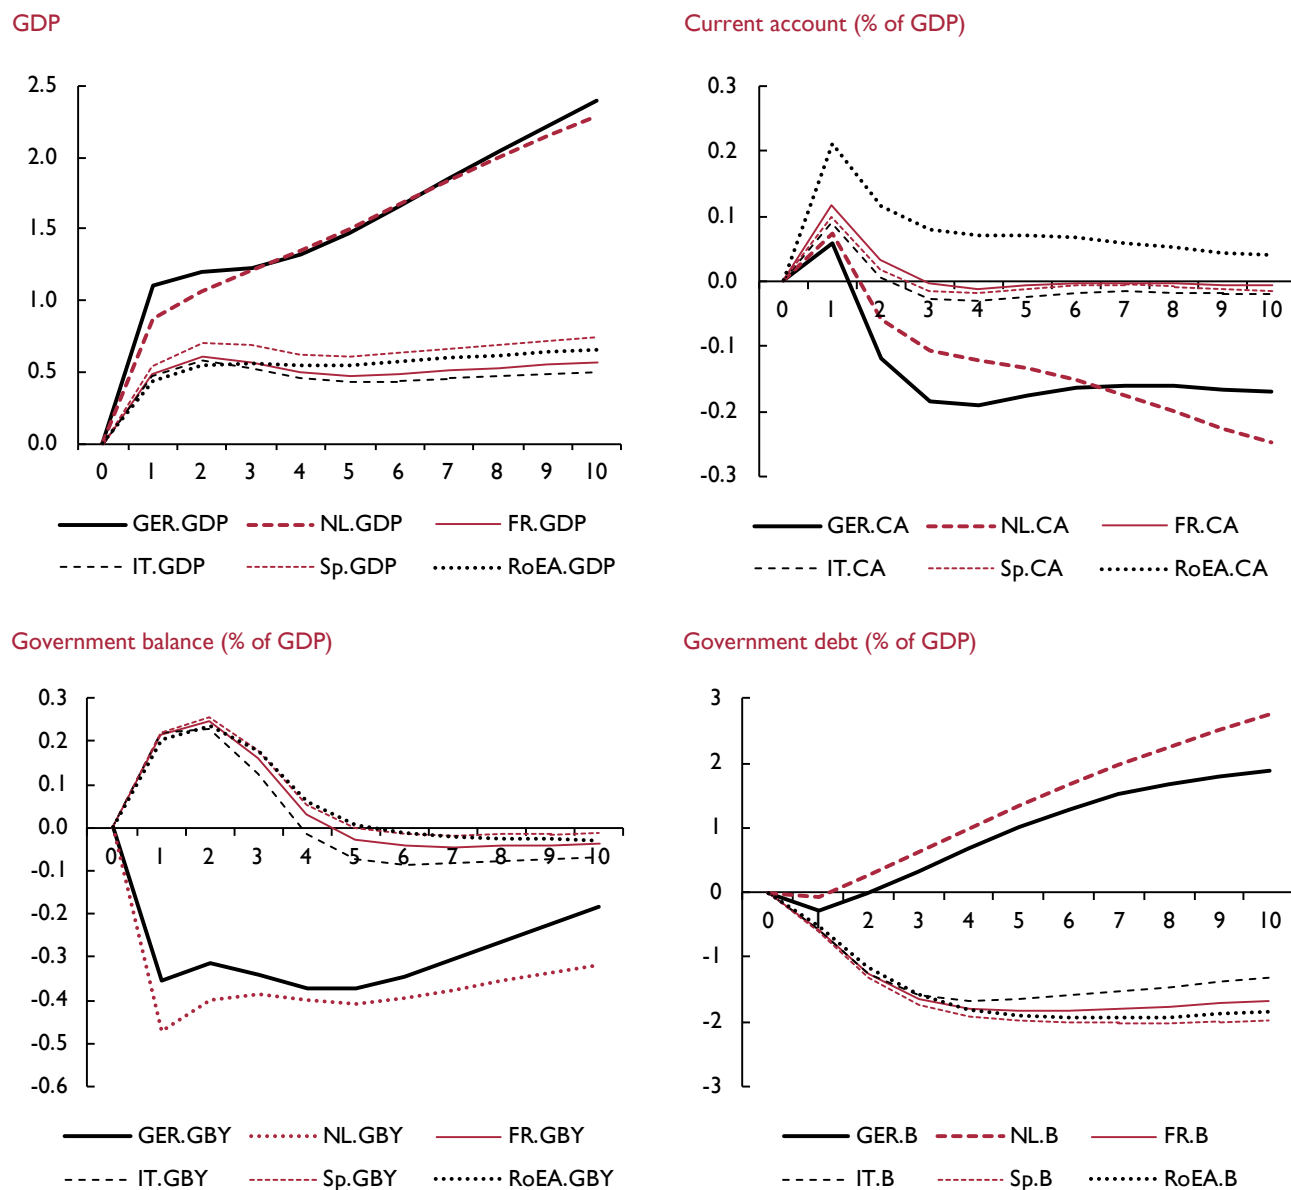 GDP
2.5
2.0
1.5
1.0
0.5
0.0
0 1 2 3 4 5 6 7 8 9 10
GER.GDP NL.GDP FR.GDP
IT.GDP Sp.GDP RoEA.GDP
Current account (% of GDP)
0.3
0.2
0.1
0.0
-0.1
-0.2
-0.3
0 1 2 3 4 5 6 7 8 9 10
GER.CA NL.CA FR.CA
IT.CA Sp.CA RoEA.CA
Government balance (% of GDP)
0.3
0.2
0.1
0.0
-0.1
-0.2
-0.3
-0.4
-0.5
-0.6
0 1 2 3 4 5 6 7 8 9 10
GER.GBY NL.GBY FR.GBY
IT.GBY Sp.GBY RoEA.GBY
Government debt (% of GDP)
3
2
1
0
-1
-2
-3
0 1 2 3 4 5 6 7 8 9 10
GER.B NL.B FR.B
IT.B Sp.B RoEA.B